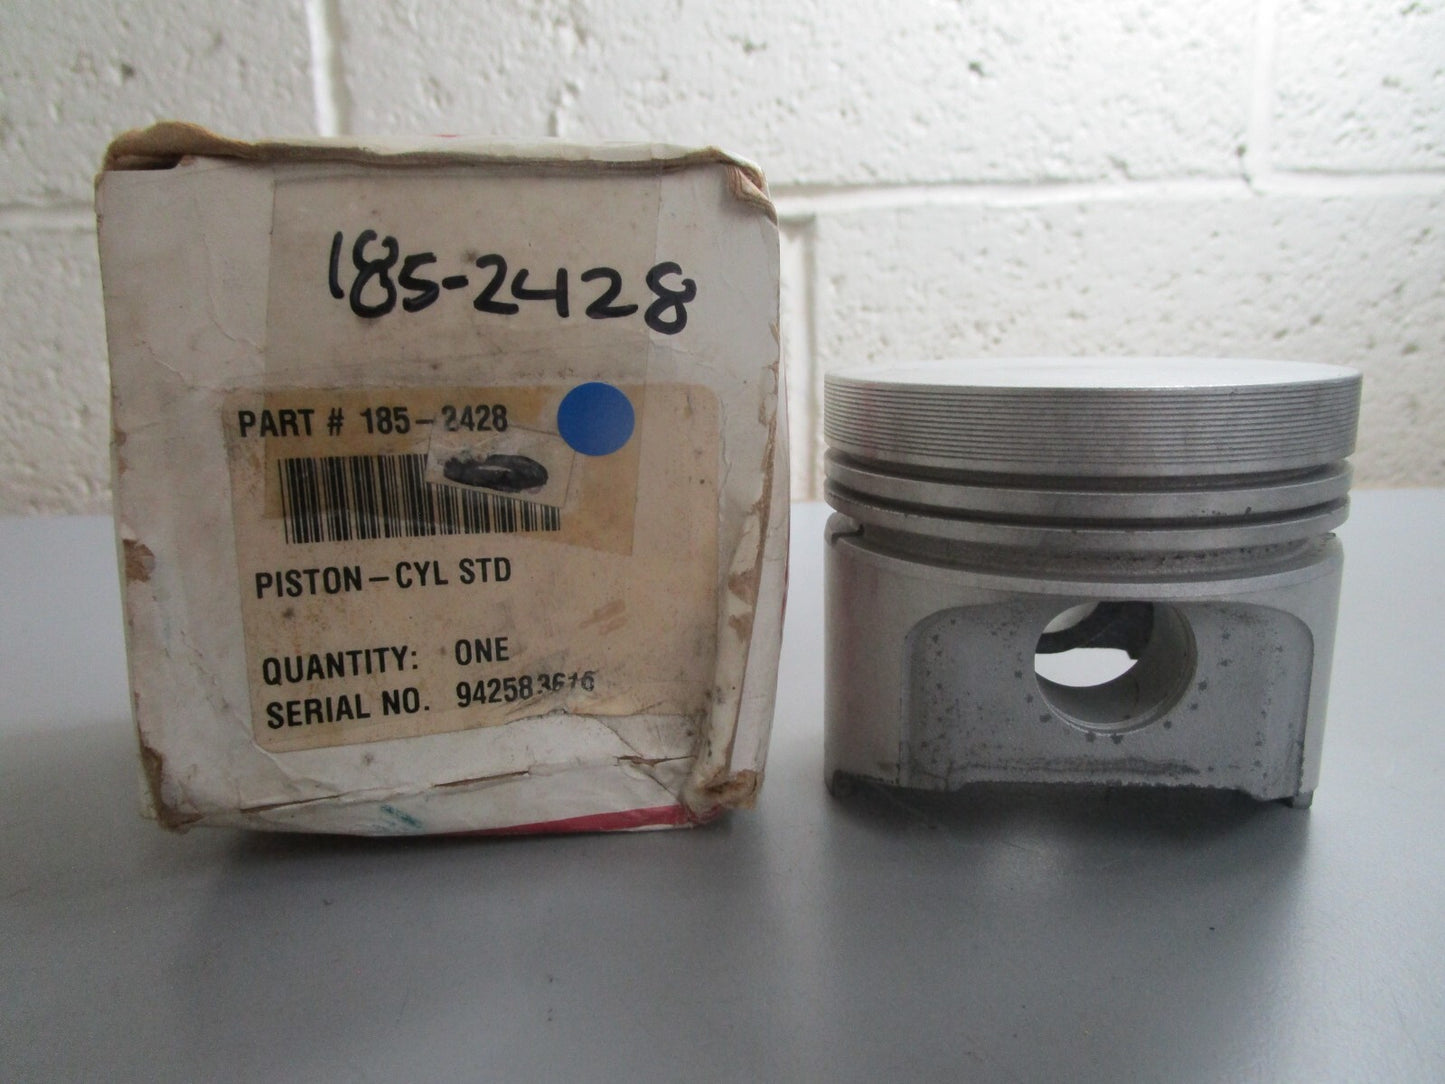 185-2428
PART # 185-2428
PISTON-CYL STD
QUANTITY: ONE
SERIAL NO. 942583616